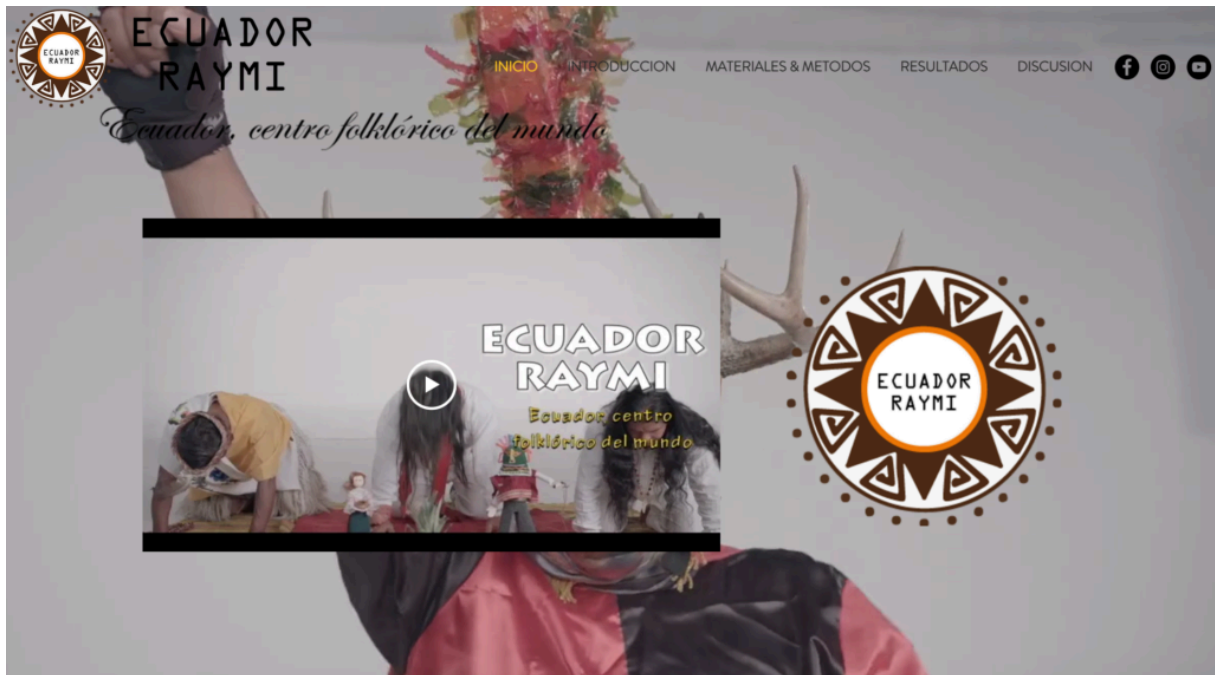 ECUADOR
RAYMI
ECUADOR
RAYMI
INICIO
INTRODUCCION
MATERIALES & METODOS
RESULTADOS
DISCUSION
Ecuador, centro folklórico del mundo
ECUADOR
RAYMI
Ecuador centro
folklórico del mundo
ECUADOR
RAYMI